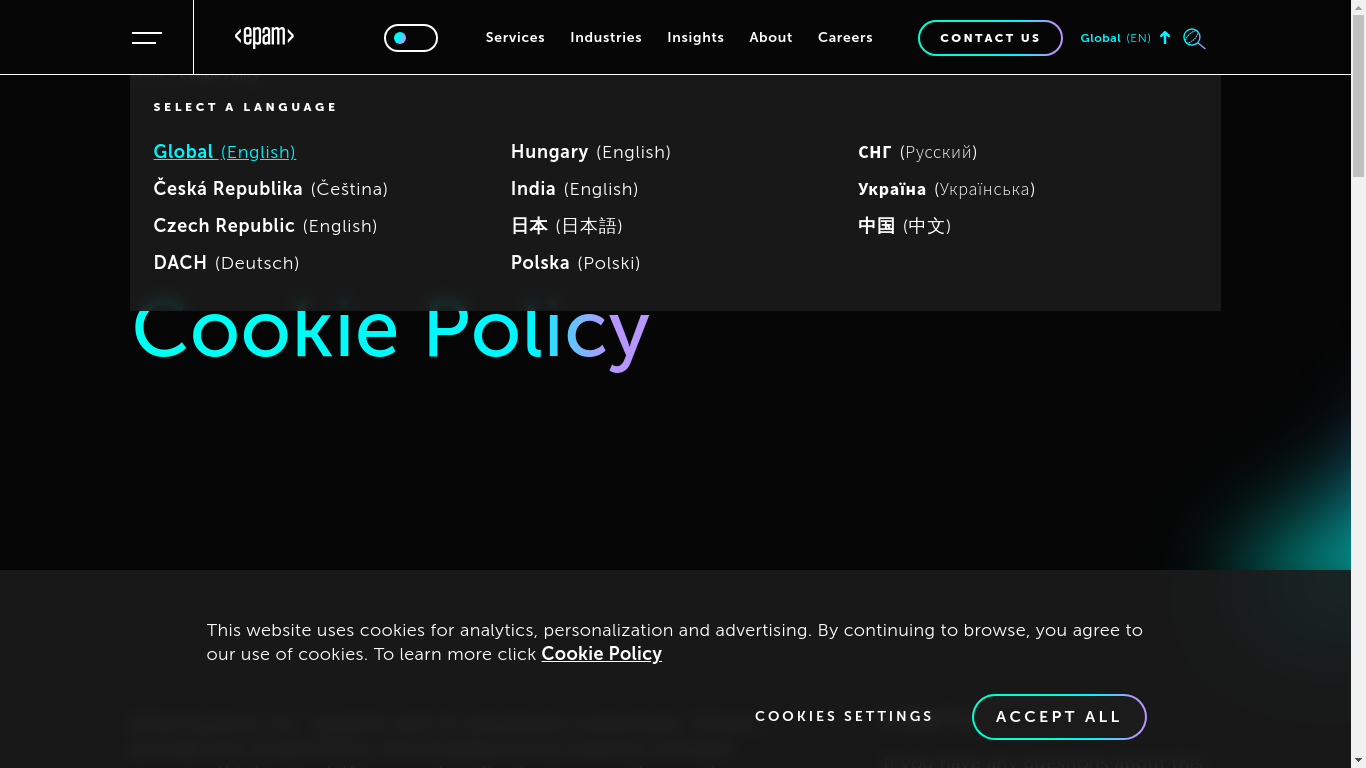 <epam>
Services Industries Insights About Careers CONTACT US Global (EN)
SELECT A LANGUAGE
Global (English)
Česká Republika (Čeština)
Czech Republic (English)
DACH (Deutsch)
Hungary (English)
India (English)
日本 (日本語)
Polska (Polski)
СНГ (Русский)
Україна (Українська)
中国 (中文)
Cookie Policy
This website uses cookies for analytics, personalization and advertising. By continuing to browse, you agree to
our use of cookies. To learn more click Cookie Policy
COOKIES SETTINGS ACCEPT ALL